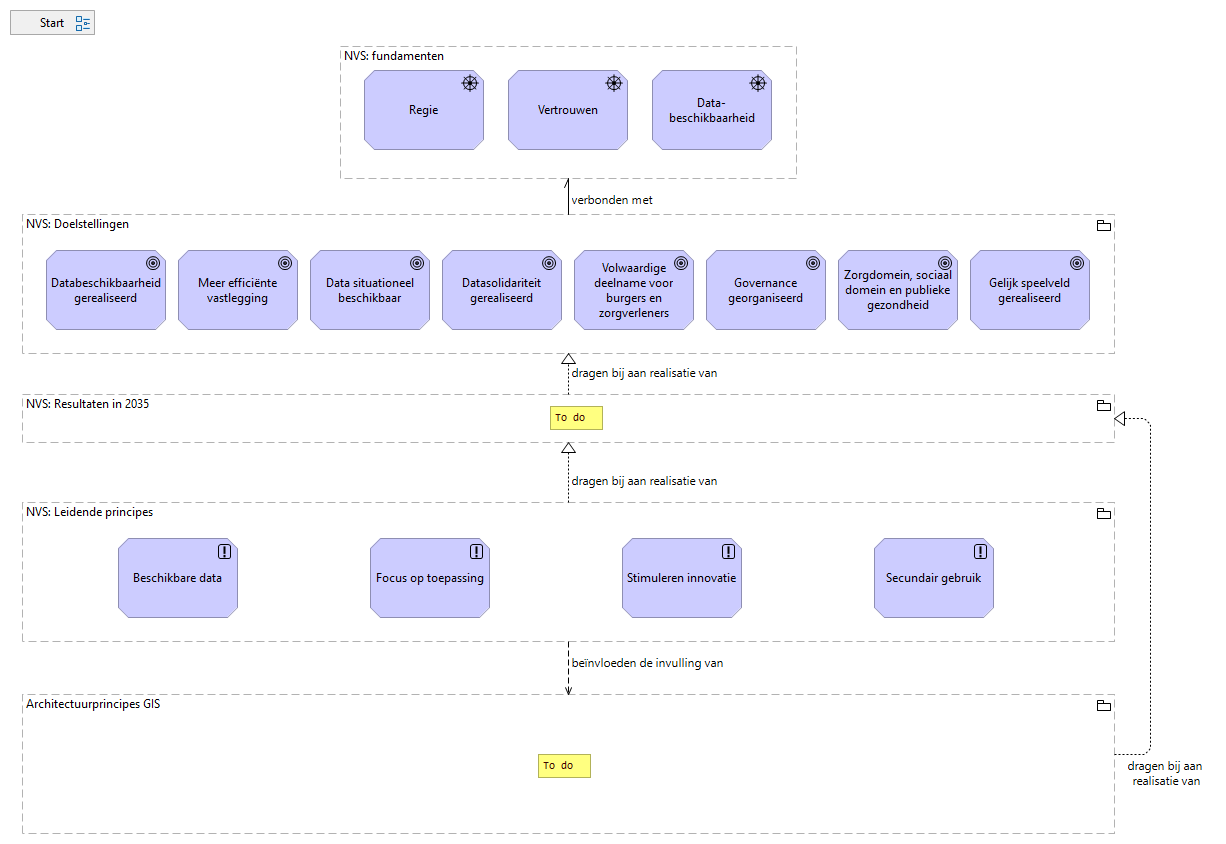 Start
NVS: fundamenten
Regie
Vertrouwen
Data-
beschikbaarheid
verbonden met
NVS: Doelstellingen
Databeschikbaarheid
gerealiseerd
Meer efficiënte
vastlegging
Data situationeel
beschikbaar
Datasolidariteit
gerealiseerd
Volwaardige
deelname voor
burgers en
zorgverleners
Governance
georganiseerd
Zorgdomein, sociaal
domein en publieke
gezondheid
Gelijk speelveld
gerealiseerd
dragen bij aan realisatie van
NVS: Resultaten in 2035
To do
dragen bij aan realisatie van
NVS: Leidende principes
Beschikbare data
Focus op toepassing
Stimuleren innovatie
Secundair gebruik
beïnvloeden de invulling van
Architectuurprincipes GIS
To do
dragen bij aan
realisatie van